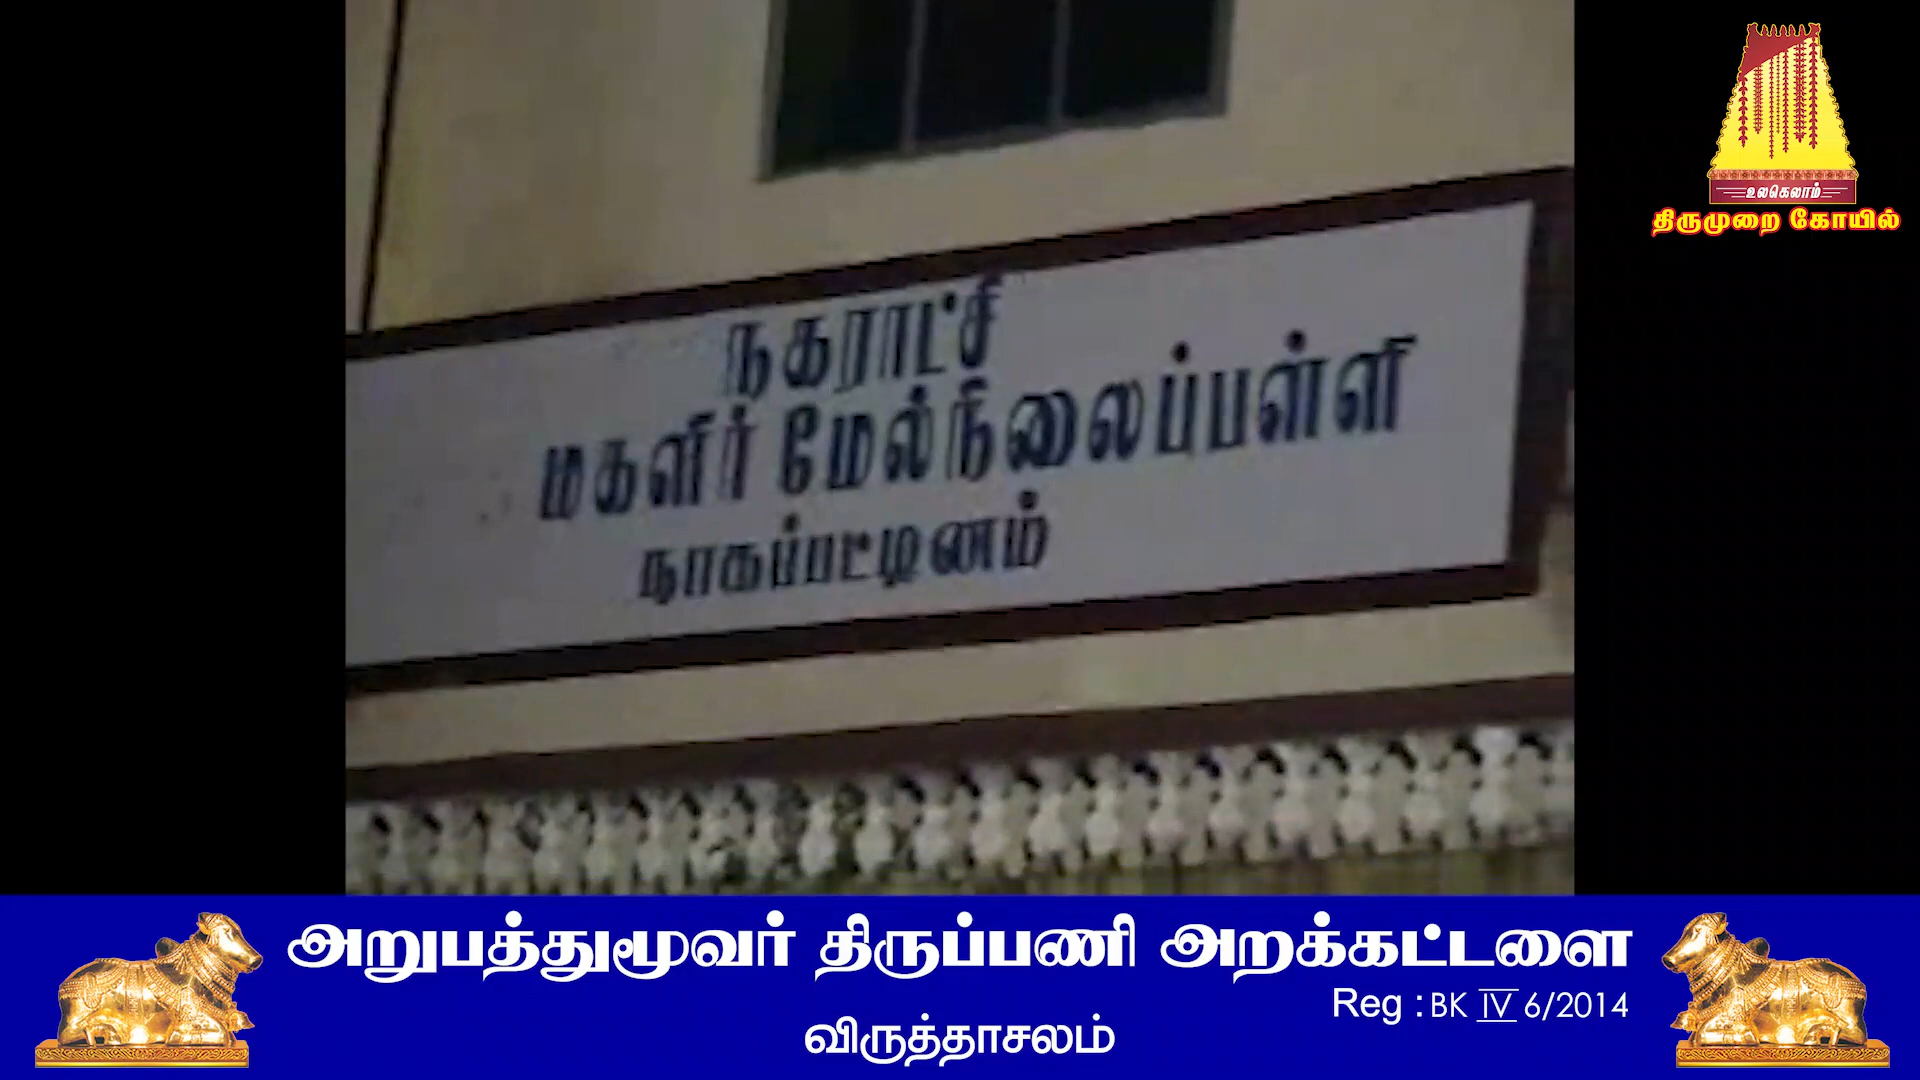 உலகெலாம்
திருமுறை கோயில்
நகராட்சி
மகளிர் மேல்நிலைப்பள்ளி
நாகப்பட்டினம்
அறுபத்துமூவர் திருப்பணி அறக்கட்டளை
Reg : BK IV 6/2014
விருத்தாசலம்